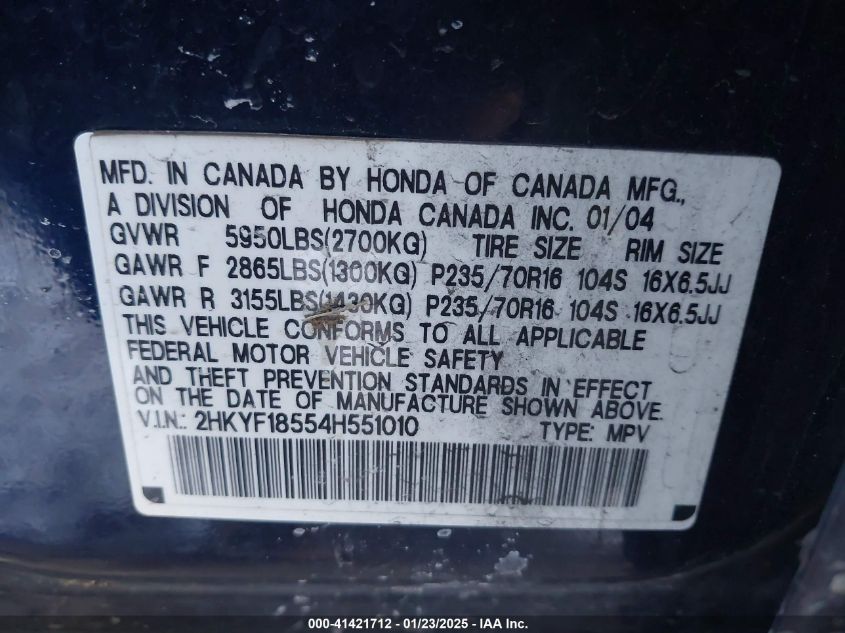 MFD. IN CANADA BY HONDA OF CANADA MFG.,
A DIVISION OF HONDA CANADA INC. 01/04
GVWR 5950LBS(2700KG) TIRE SIZE RIM SIZE
GAWR F 2865LBS(1300KG) P235/70R16 104S 16X6.5JJ
GAWR R 3155LBS(1430KG) P235/70R16 104S 16X6.5JJ
THIS VEHICLE CONFORMS TO ALL APPLICABLE
FEDERAL MOTOR VEHICLE SAFETY
AND THEFT PREVENTION STANDARDS IN EFFECT
ON THE DATE OF MANUFACTURE SHOWN ABOVE.
V.I.N.: 2HKYF18554H551010 TYPE: MPV
000-41421712 - 01/23/2025 - IAA Inc.